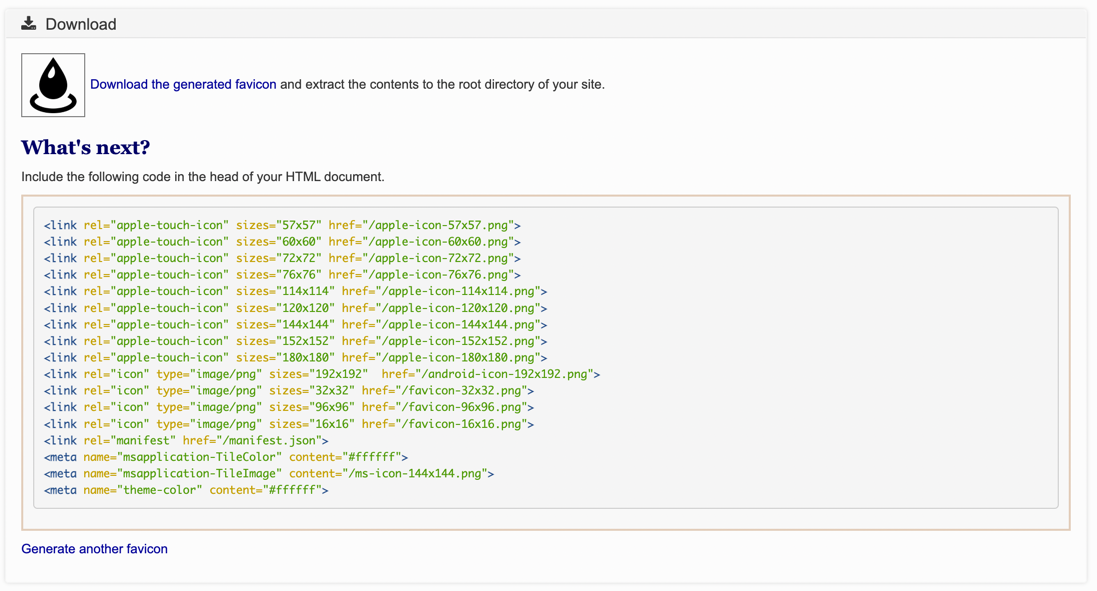 Download
Download the generated favicon and extract the contents to the root directory of your site.
What's next?
Include the following code in the head of your HTML document.
<link rel="apple-touch-icon" sizes="57x57" href="/apple-icon-57x57.png">
<link rel="apple-touch-icon" sizes="60x60" href="/apple-icon-60x60.png">
<link rel="apple-touch-icon" sizes="72x72" href="/apple-icon-72x72.png">
<link rel="apple-touch-icon" sizes="76x76" href="/apple-icon-76x76.png">
<link rel="apple-touch-icon" sizes="114x114" href="/apple-icon-114x114.png">
<link rel="apple-touch-icon" sizes="120x120" href="/apple-icon-120x120.png">
<link rel="apple-touch-icon" sizes="144x144" href="/apple-icon-144x144.png">
<link rel="apple-touch-icon" sizes="152x152" href="/apple-icon-152x152.png">
<link rel="apple-touch-icon" sizes="180x180" href="/apple-icon-180x180.png">
<link rel="icon" type="image/png" sizes="192x192"  href="/android-icon-192x192.png">
<link rel="icon" type="image/png" sizes="32x32" href="/favicon-32x32.png">
<link rel="icon" type="image/png" sizes="96x96" href="/favicon-96x96.png">
<link rel="icon" type="image/png" sizes="16x16" href="/favicon-16x16.png">
<link rel="manifest" href="/manifest.json">
<meta name="msapplication-TileColor" content="#ffffff">
<meta name="msapplication-TileImage" content="/ms-icon-144x144.png">
<meta name="theme-color" content="#ffffff">
Generate another favicon